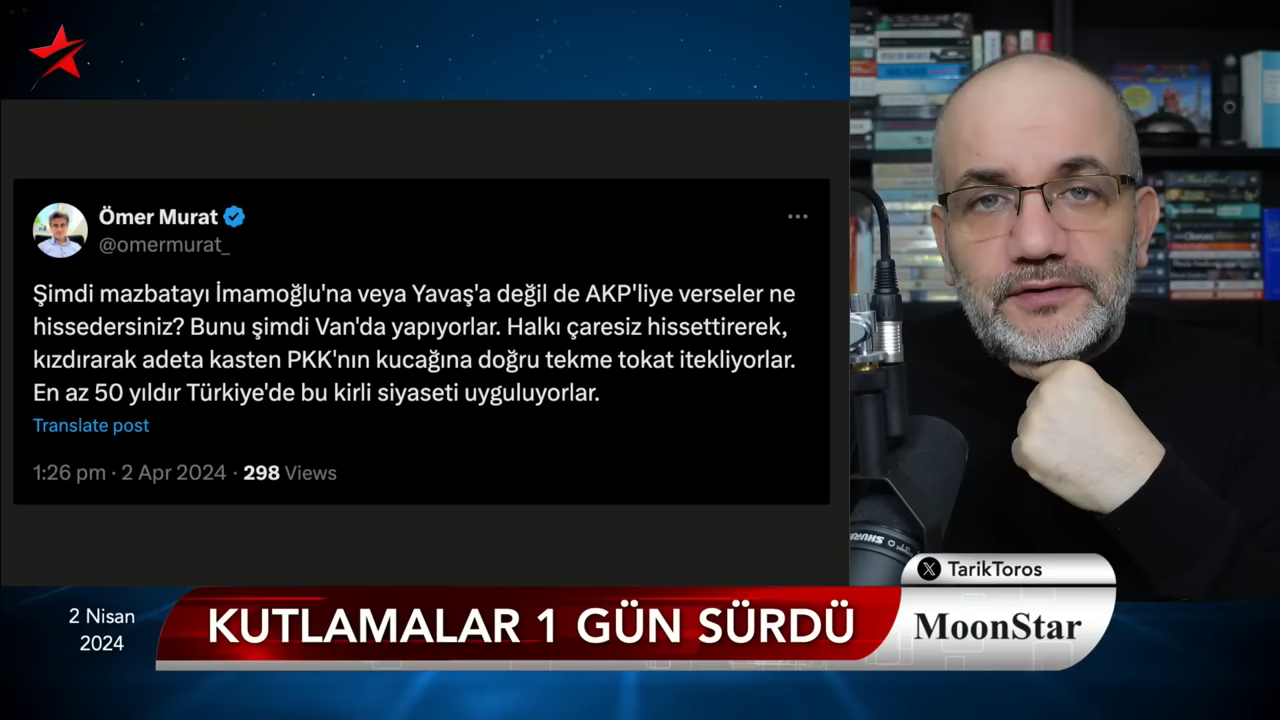 Ömer Murat
@omermurat_
Şimdi mazbatayı İmamoğlu'na veya Yavaş'a değil de AKP'liye verseler ne
hissedersiniz? Bunu şimdi Van'da yapıyorlar. Halkı çaresiz hissettirerek,
kızdırarak adeta kasten PKK'nın kucağına doğru tekme tokat itekliyorlar.
En az 50 yıldır Türkiye'de bu kirli siyaseti uyguluyorlar.
Translate post
1:26 pm · 2 Apr 2024 · 298 Views
SHURE
TarikToros
2 Nisan
2024
KUTLAMALAR 1 GÜN SÜRDÜ
MoonStar